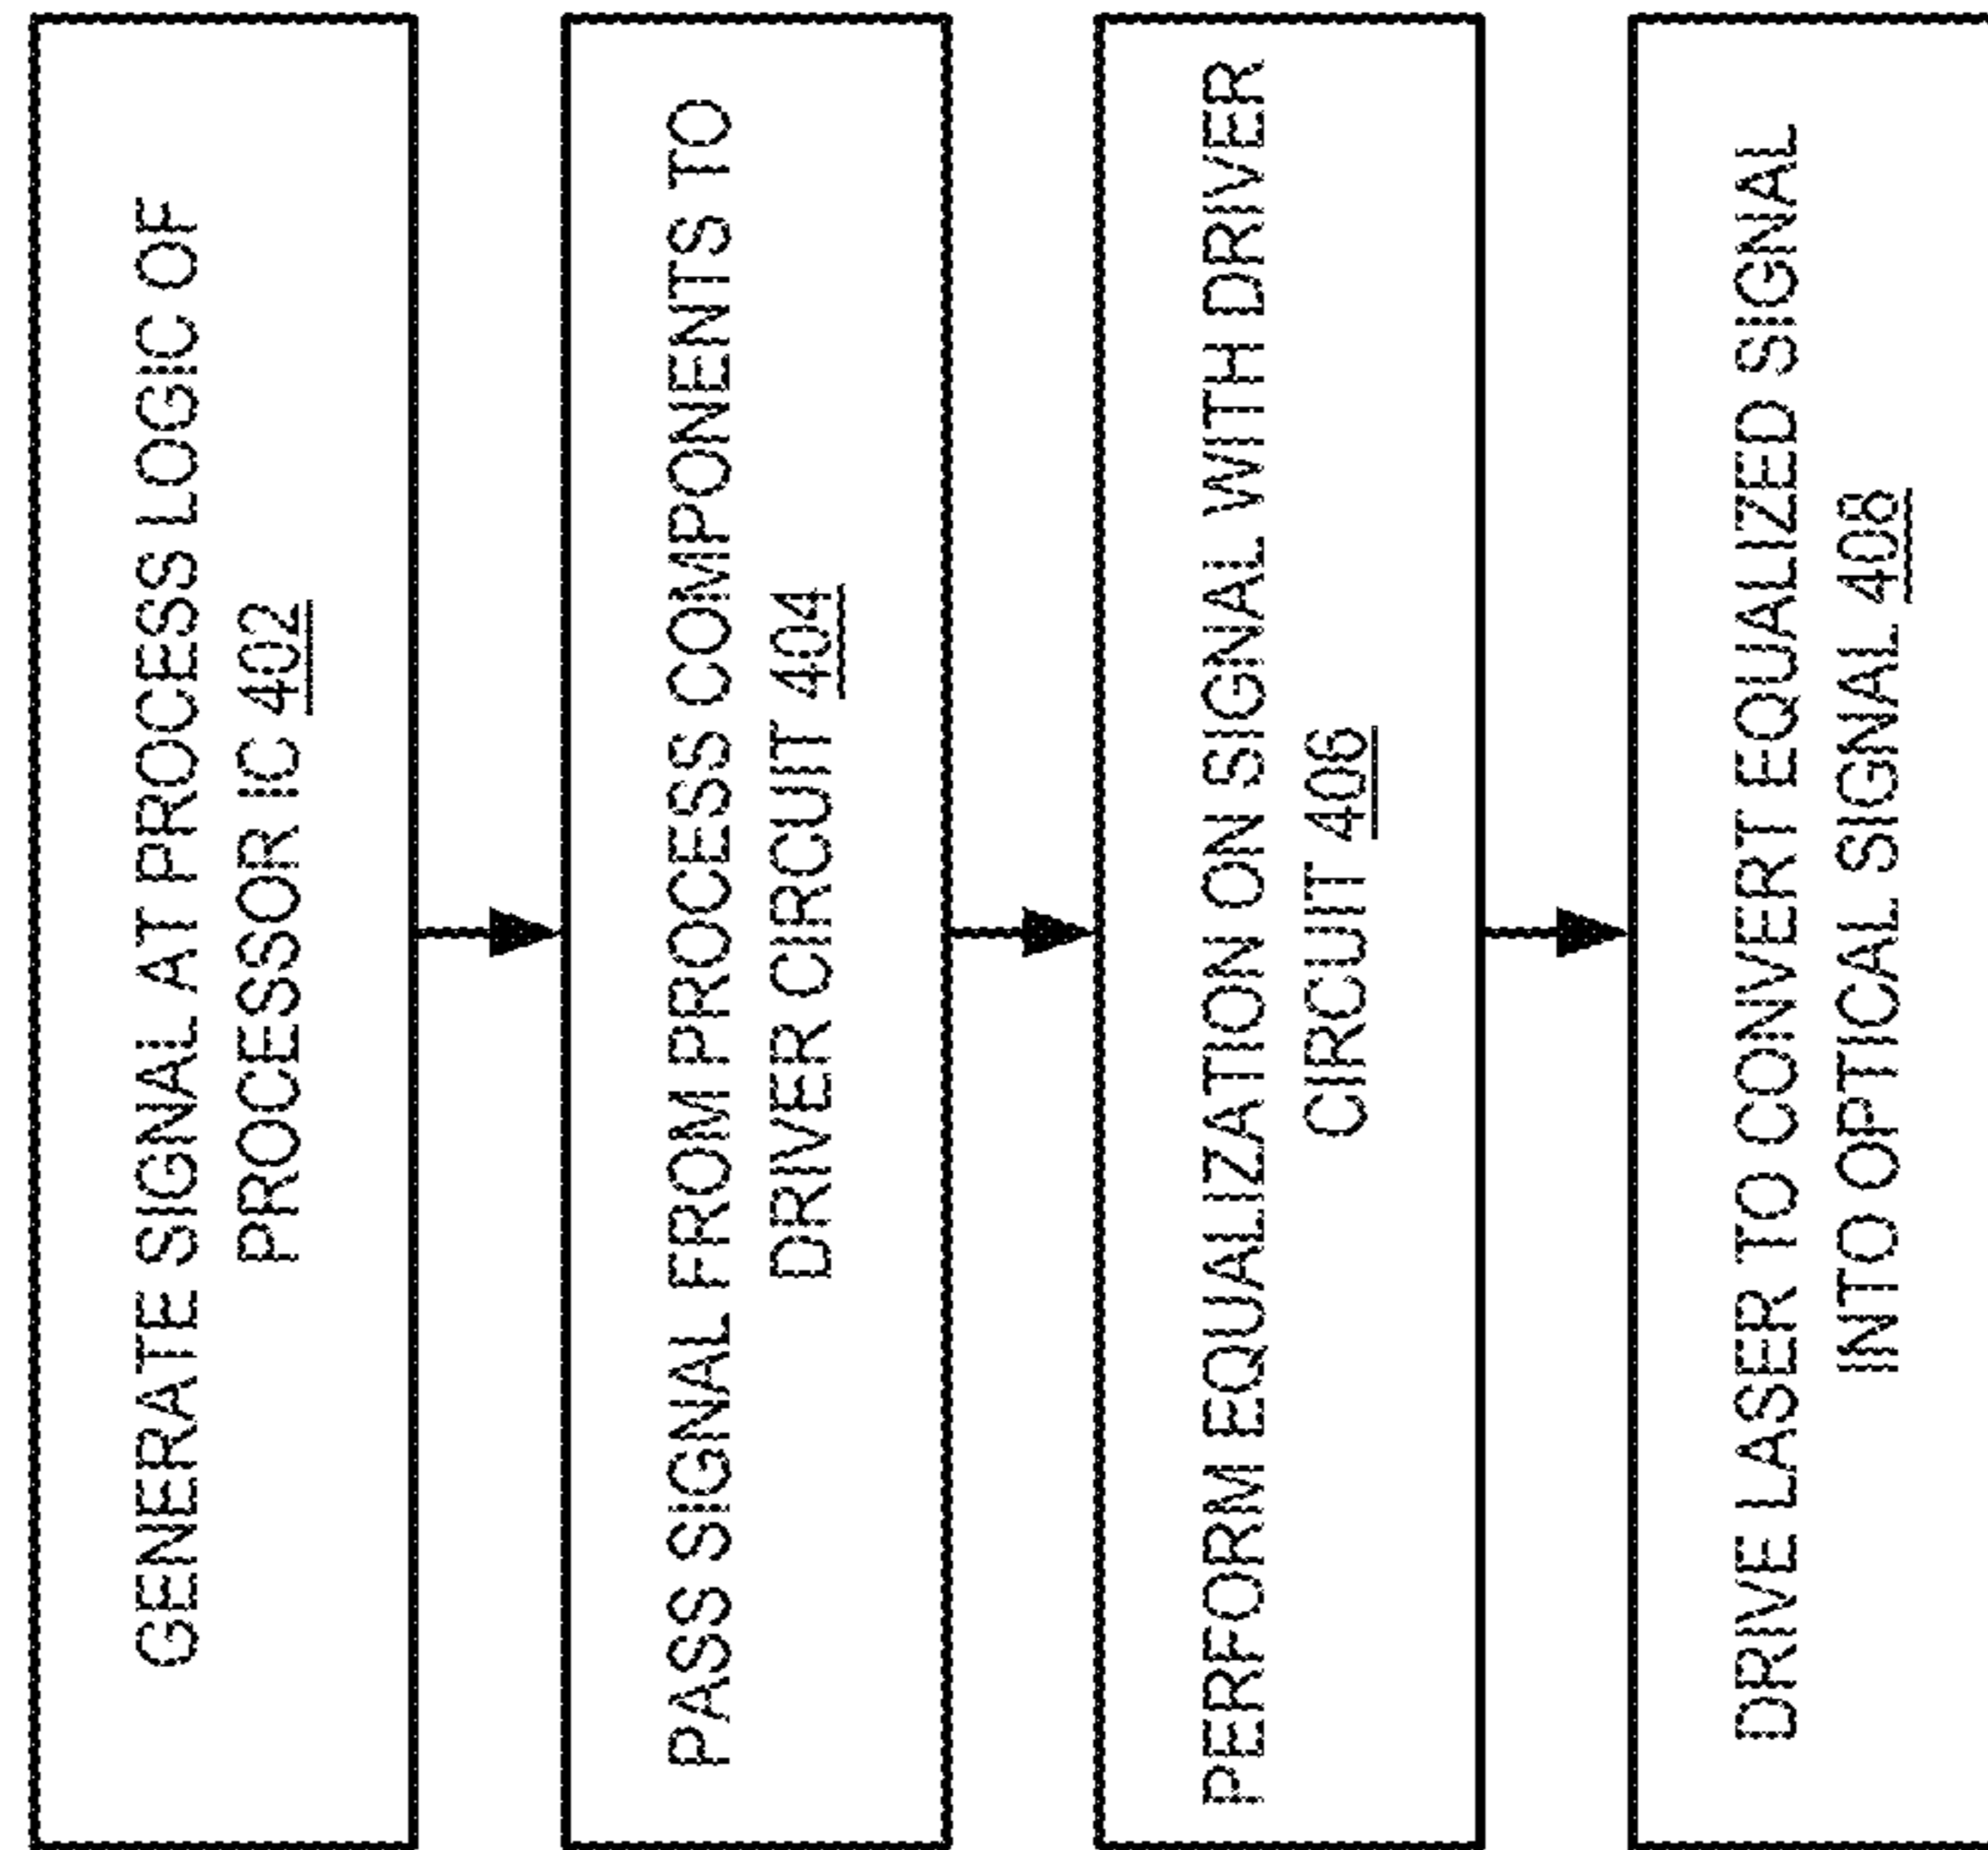 GENERATE SIGNAL AT PROCESS LOGIC OF
PROCESSOR IC 402
PASS SIGNAL FROM PROCESS COMPONENTS TO
DRIVER CIRCUIT 404
PERFORM EQUALIZATION ON SIGNAL WITH DRIVER
CIRCUIT 406
DRIVE LASER TO CONVERT EQUALIZED SIGNAL
INTO OPTICAL SIGNAL 408